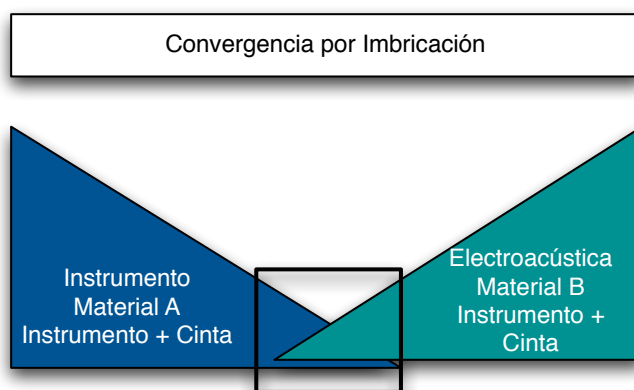 Convergencia por Imbricación
Instrumento
Material A
Instrumento + Cinta
Electroacústica
Material B
Instrumento +
Cinta